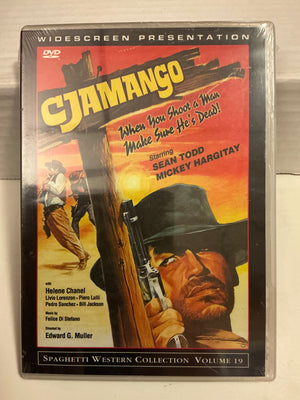 WIDESCREEN PRESENTATION
DVD
CJAMANGO
When You Shoot a Man
Make Sure He's Dead!
Starring
SEAN TODD
MICKEY HARGITAY
with
Helene Chanel
Livio Lorenzon • Piero Lulli
Pedro Sanchez • Bill Jackson
Music by
Felice Di Stefano
Directed by
Edward G. Muller
SPAGHETTI WESTERN COLLECTION VOLUME 19